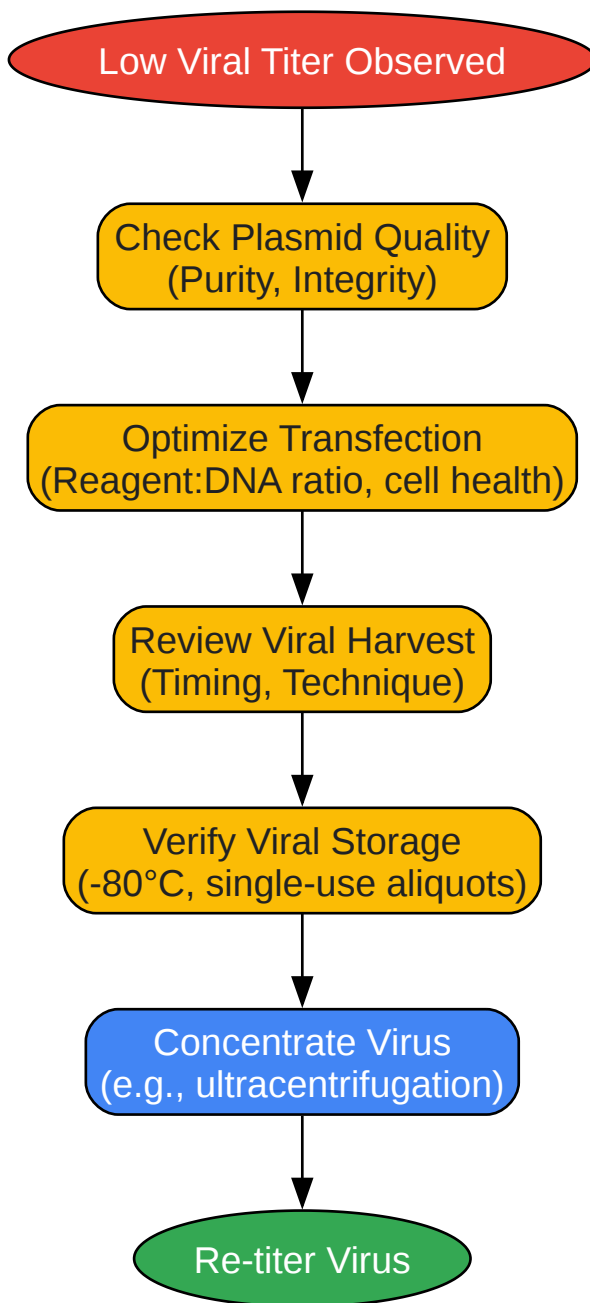 Low Viral Titer Observed
Check Plasmid Quality
(Purity, Integrity)
Optimize Transfection
(Reagent:DNA ratio, cell health)
Review Viral Harvest
(Timing, Technique)
Verify Viral Storage
(-80°C, single-use aliquots)
Concentrate Virus
(e.g., ultracentrifugation)
Re-titer Virus